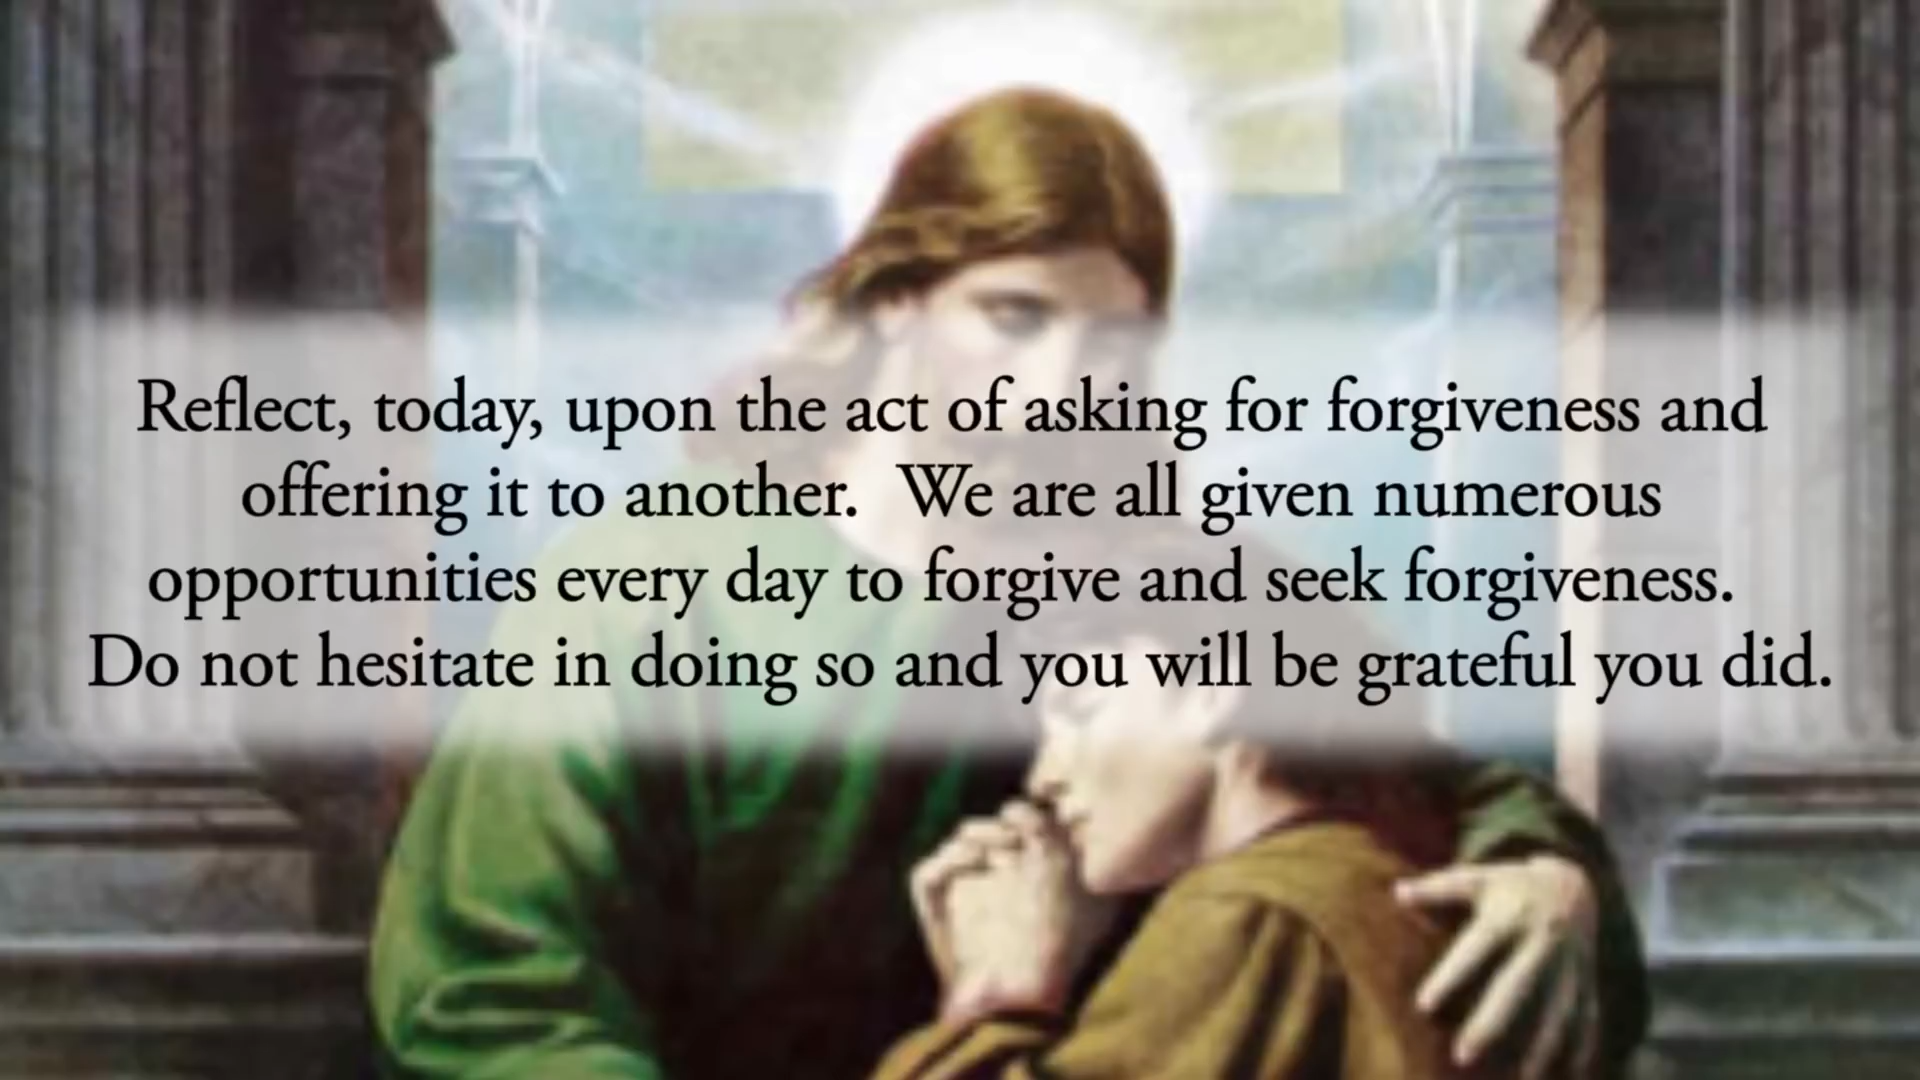 Reflect, today, upon the act of asking for forgiveness and
offering it to another.  We are all given numerous
opportunities every day to forgive and seek forgiveness.
Do not hesitate in doing so and you will be grateful you did.